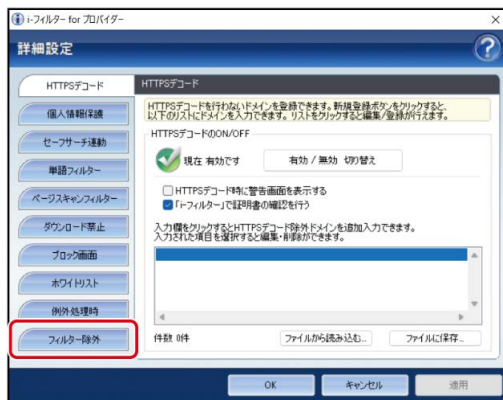 i-フィルター for プロバイダー
詳細設定
HTTPSデコード
個人情報保護
セーフサーチ連動
単語フィルター
ページスキャンフィルター
ダウンロード禁止
ブロック画面
ホワイトリスト
例外処理時
フィルター除外
HTTPSデコード
HTTPSデコードを行わないドメインを登録できます。新規登録ボタンをクリックすると、
以下のリストにドメインを入力できます。リストをクリックすると編集/登録が行えます。
HTTPSデコードのON/OFF
現在 有効です
有効 / 無効 切り替え
HTTPSデコード時に警告画面を表示する
「i-フィルター」で証明書の確認を行う
入力欄をクリックするとHTTPSデコード除外ドメインを追加入力できます。
入力された項目を選択すると編集・削除ができます。
件数 0件
ファイルから読み込む...
ファイルに保存...
OK
キャンセル
適用